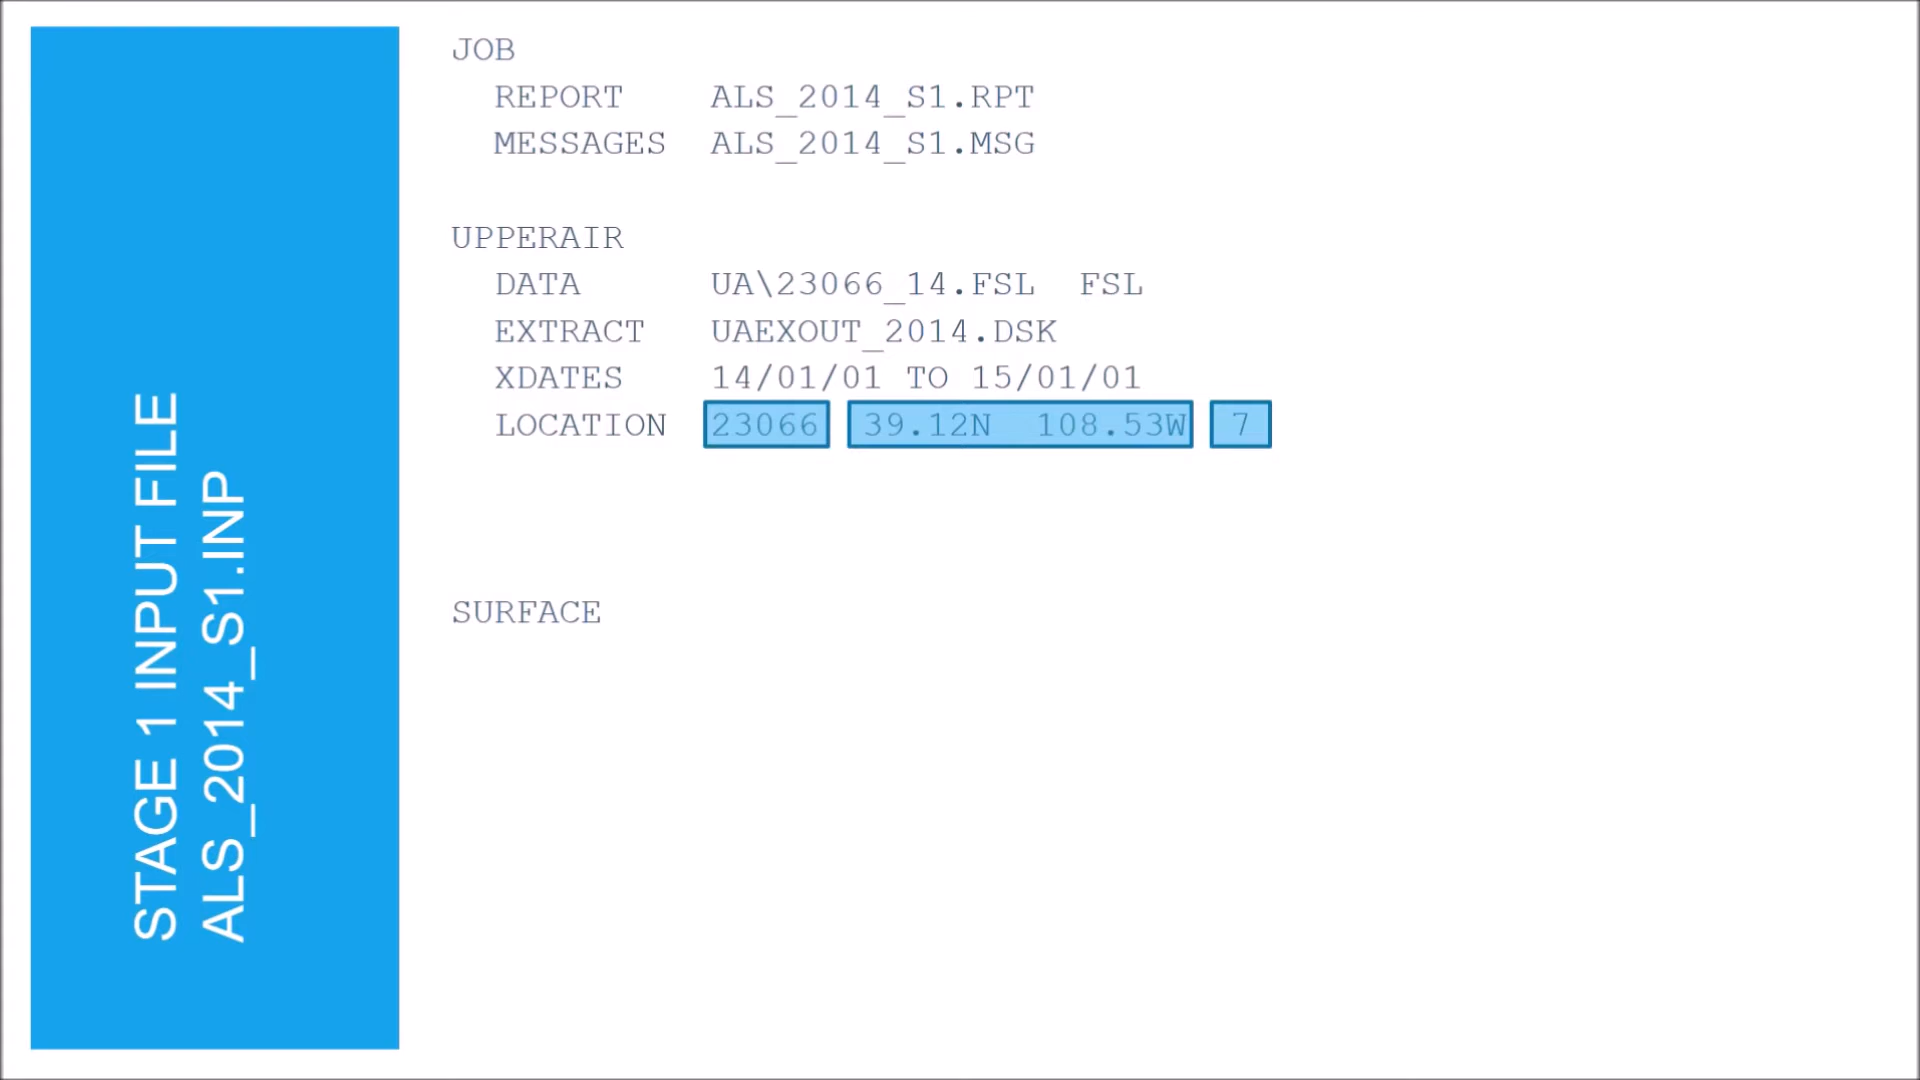 STAGE 1 INPUT FILE
ALS_2014_S1.INP
JOB
REPORT ALS_2014_S1.RPT
MESSAGES ALS_2014_S1.MSG
UPPERAIR
DATA UA\23066_14.FSL FSL
EXTRACT UAEXOUT_2014.DSK
XDATES 14/01/01 TO 15/01/01
LOCATION 23066 39.12N 108.53W 7
SURFACE